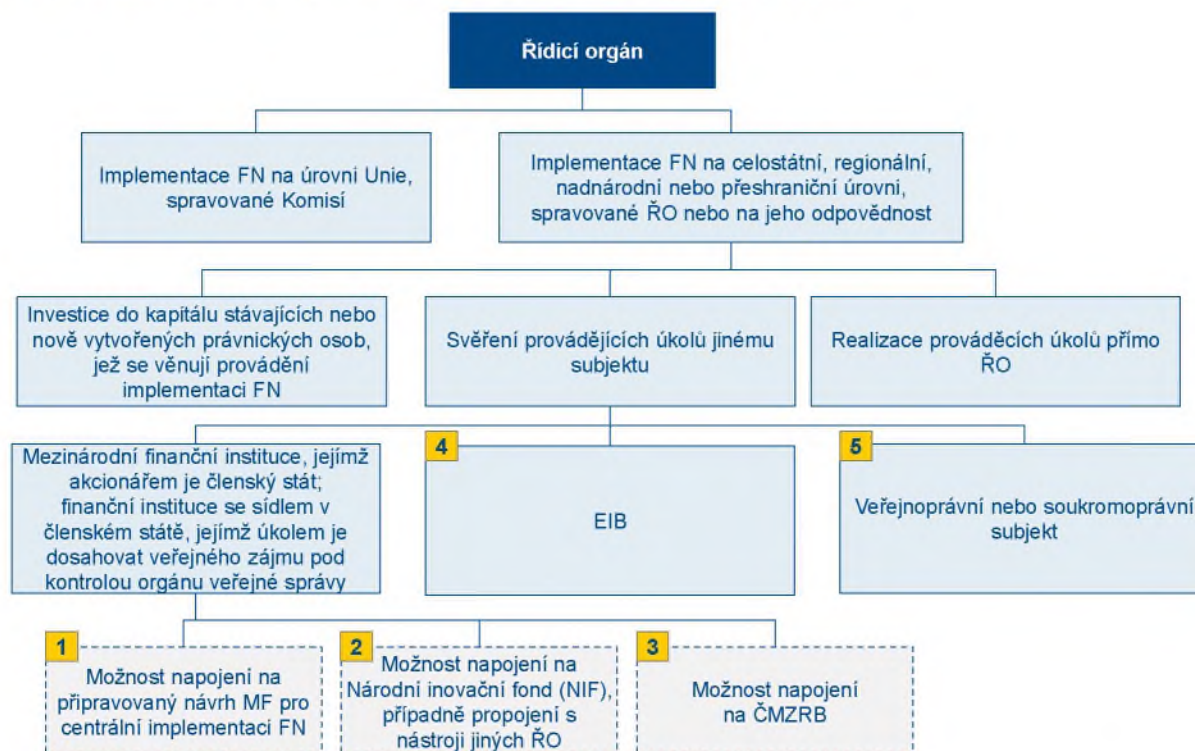 Řídicí orgán
Implementace FN na úrovni Unie,
spravované Komisí
Implementace FN na celostátní, regionální,
nadnárodní nebo přeshraniční úrovni,
spravované ŘO nebo na jeho odpovědnost
Investice do kapitálu stávajících nebo
nově vytvořených právnických osob,
jež se věnují provádění
implementaci FN
Svěření provádějících úkolů jinému
subjektu
Realizace prováděcích úkolů přímo
ŘO
Mezinárodní finanční instituce, jejímž
akcionářem je členský stát;
finanční instituce se sídlem v
členském státě, jejímž úkolem je
dosahovat veřejného zájmu pod
kontrolou orgánu veřejné správy
4
EIB
5
Veřejnoprávní nebo soukromoprávní
subjekt
1
Možnost napojení na
připravovaný návrh MF pro
centrální implementaci FN
2
Možnost napojení na
Národní inovační fond (NIF),
případně propojení s
nástroji jiných ŘO
3
Možnost napojení
na ČMZRB